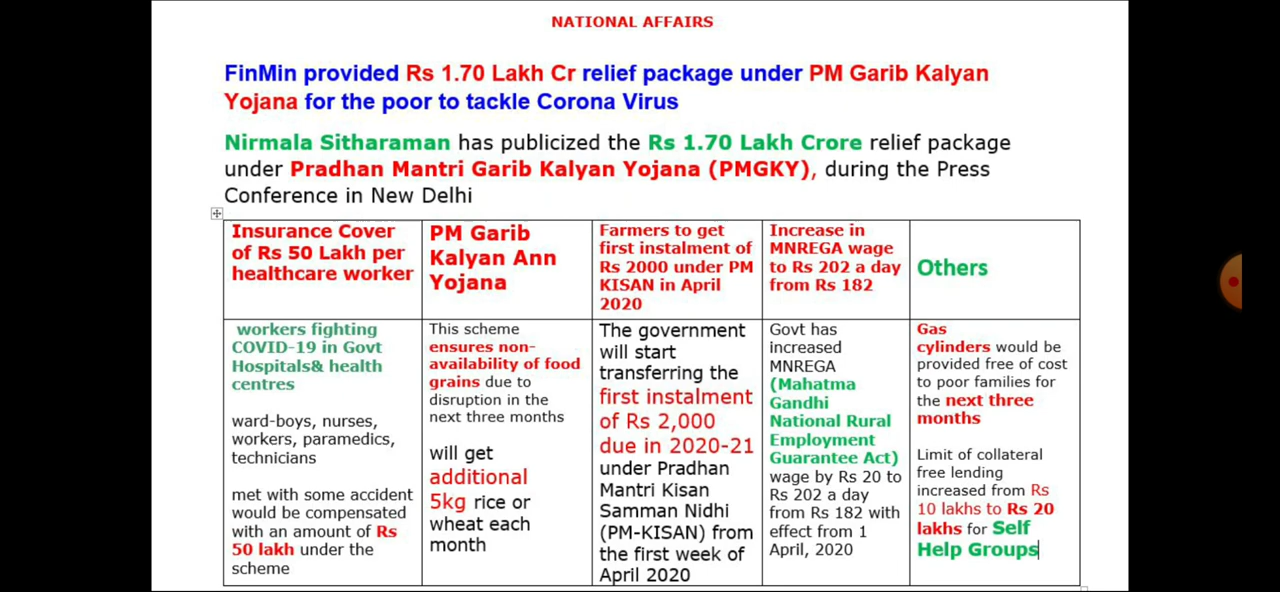 NATIONAL AFFAIRS
FinMin provided Rs 1.70 Lakh Cr relief package under PM Garib Kalyan
Yojana for the poor to tackle Corona Virus
Nirmala Sitharaman has publicized the Rs 1.70 Lakh Crore relief package
under Pradhan Mantri Garib Kalyan Yojana (PMGKY), during the Press
Conference in New Delhi
Insurance Cover
of Rs 50 Lakh per
healthcare worker
PM Garib
Kalyan Ann
Yojana
Farmers to get
first instalment of
Rs 2000 under PM
KISAN in April
2020
Increase in
MNREGA wage
to Rs 202 a day
from Rs 182
Others
workers fighting
COVID-19 in Govt
Hospitals& health
centres
ward-boys, nurses,
workers, paramedics,
technicians
met with some accident
would be compensated
with an amount of Rs
50 lakh under the
scheme
This scheme
ensures non-
availability of food
grains due to
disruption in the
next three months
will get
additional
5kg rice or
wheat each
month
The government
will start
transferring the
first instalment
of Rs 2,000
due in 2020-21
under Pradhan
Mantri Kisan
Samman Nidhi
(PM-KISAN) from
the first week of
April 2020
Govt has
increased
MNREGA
(Mahatma
Gandhi
National Rural
Employment
Guarantee Act)
wage by Rs 20 to
Rs 202 a day
from Rs 182 with
effect from 1
April, 2020
Gas
cylinders would be
provided free of cost
to poor families for
the next three
months
Limit of collateral
free lending
increased from Rs
10 lakhs to Rs 20
lakhs for Self
Help Groups